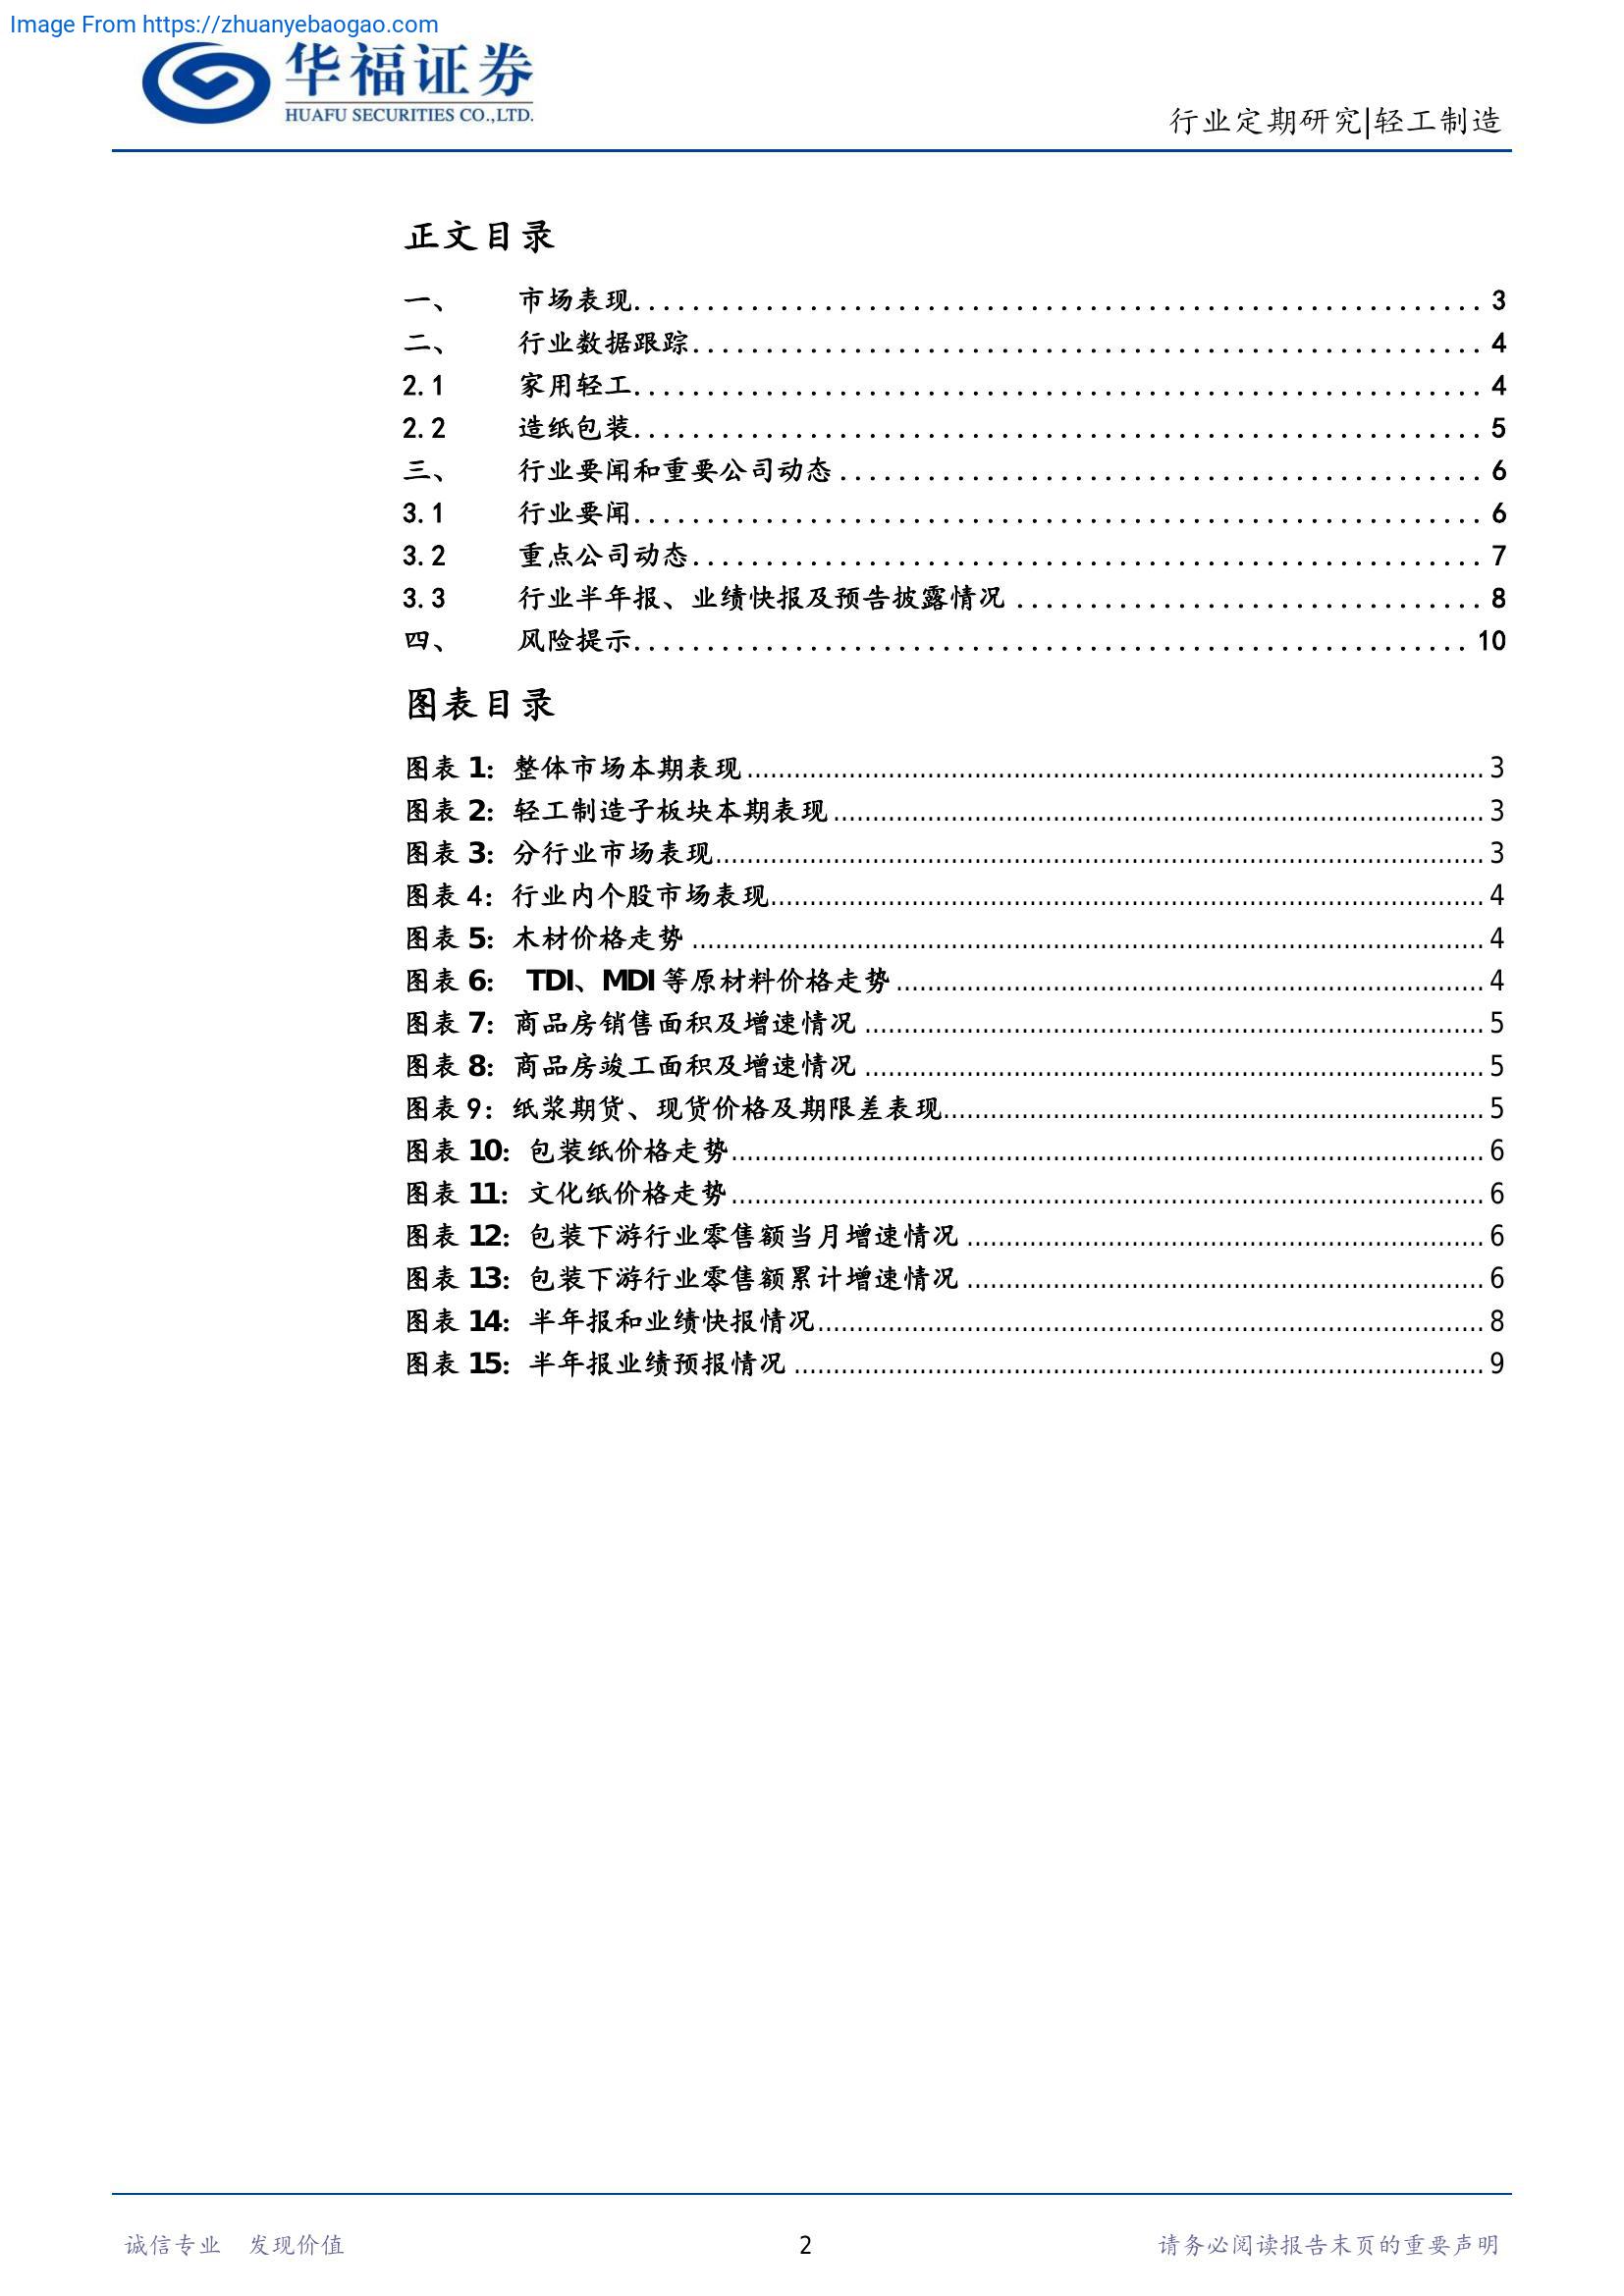 Image From https://zhuanyebaogao.com
华福证券
HUAFU SECURITIES CO.,LTD.
行业定期研究|轻工制造
正文目录
一、 市场表现 3
二、 行业数据跟踪 4
2.1 家用轻工 4
2.2 造纸包装 5
三、 行业要闻和重要公司动态 6
3.1 行业要闻 6
3.2 重点公司动态 7
3.3 行业半年报、业绩快报及预告披露情况 8
四、 风险提示 10
图表目录
图表 1：整体市场本期表现 3
图表 2：轻工制造子板块本期表现 3
图表 3：分行业市场表现 3
图表 4：行业内个股市场表现 4
图表 5：木材价格走势 4
图表 6： TDI、MDI 等原材料价格走势 4
图表 7：商品房销售面积及增速情况 5
图表 8：商品房竣工面积及增速情况 5
图表 9：纸浆期货、现货价格及期限差表现 5
图表 10：包装纸价格走势 6
图表 11：文化纸价格走势 6
图表 12：包装下游行业零售额当月增速情况 6
图表 13：包装下游行业零售额累计增速情况 6
图表 14：半年报和业绩快报情况 8
图表 15：半年报业绩预报情况 9
诚信专业 发现价值 2 请务必阅读报告末页的重要声明